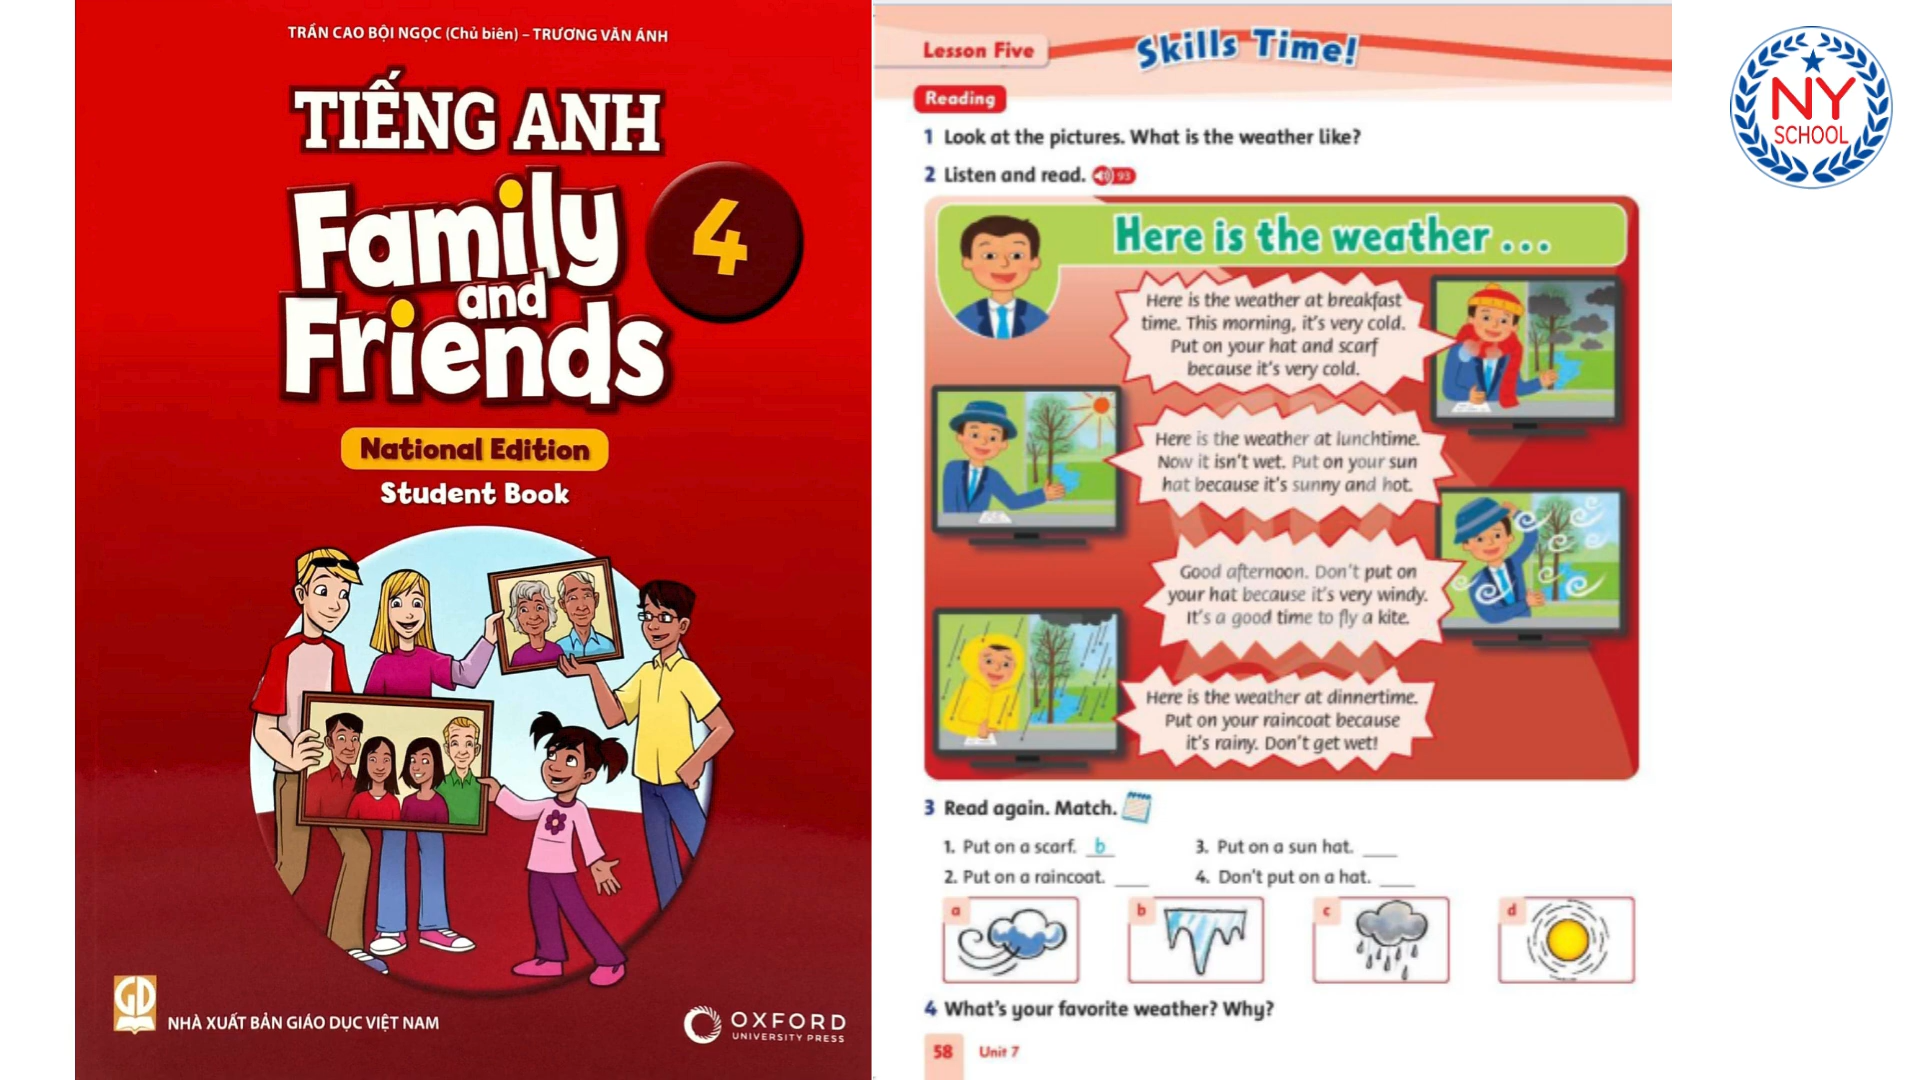 TRẦN CAO BỘI NGỌC (Chủ biên) – TRƯƠNG VĂN ÁNH
TIẾNG ANH
Family
and
Friends
4
National Edition
Student Book
GD
NHÀ XUẤT BẢN GIÁO DỤC VIỆT NAM
OXFORD
UNIVERSITY PRESS
Lesson Five
Skills Time!
Reading
1 Look at the pictures. What is the weather like?
2 Listen and read. 93
Here is the weather ...
Here is the weather at breakfast
time. This morning, it's very cold.
Put on your hat and scarf
because it's very cold.
Here is the weather at lunchtime.
Now it isn't wet. Put on your sun
hat because it's sunny and hot.
Good afternoon. Don't put on
your hat because it's very windy.
It's a good time to fly a kite.
Here is the weather at dinnertime.
Put on your raincoat because
it's rainy. Don't get wet!
3 Read again. Match.
1. Put on a scarf. b
2. Put on a raincoat. ___
3. Put on a sun hat. ___
4. Don't put on a hat. ___
a
b
c
d
4 What's your favorite weather? Why?
58 Unit 7
NY
SCHOOL